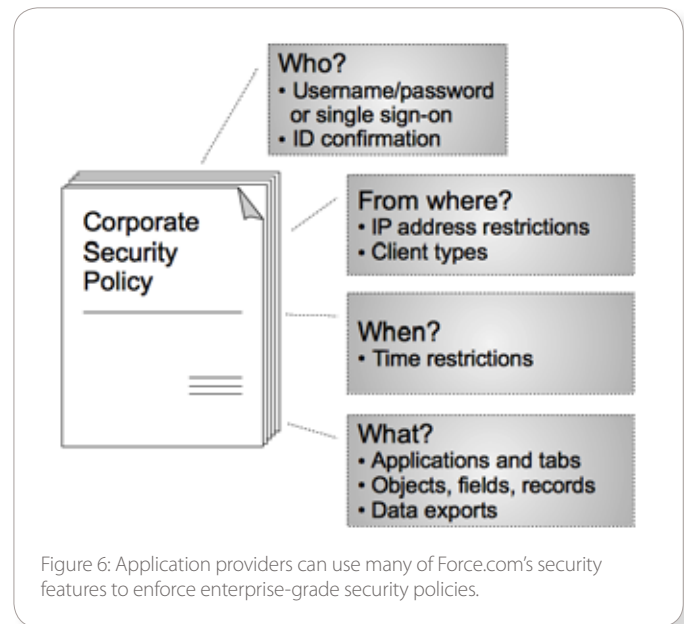 Who?
• Username/password
or single sign-on
• ID confirmation
Corporate
Security
Policy
From where?
• IP address restrictions
• Client types
When?
• Time restrictions
What?
• Applications and tabs
• Objects, fields, records
• Data exports
Figure 6: Application providers can use many of Force.com’s security
features to enforce enterprise-grade security policies.